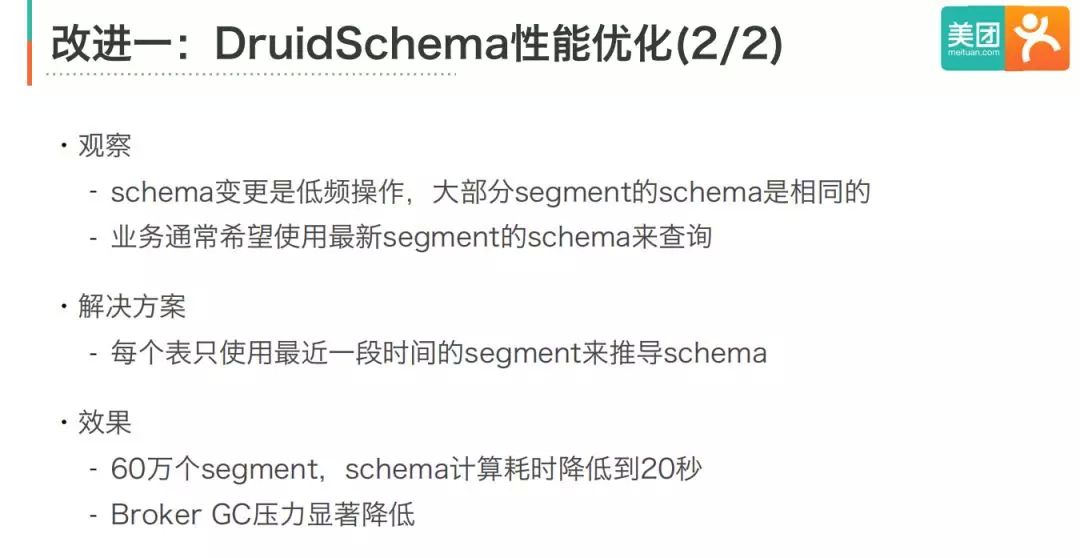 改进一：DruidSchema性能优化(2/2)
美团
meituan.com
・观察
- schema变更是低频操作，大部分segment的schema是相同的
- 业务通常希望使用最新segment的schema来查询
・解决方案
- 每个表只使用最近一段时间的segment来推导schema
・效果
- 60万个segment，schema计算耗时降低到20秒
- Broker GC压力显著降低